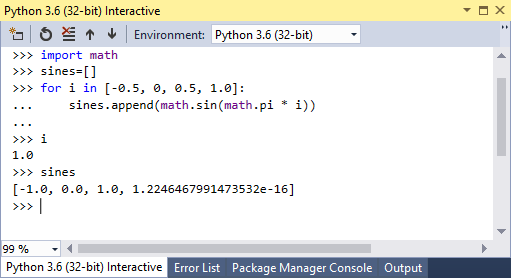 Python 3.6 (32-bit) Interactive
Environment: Python 3.6 (32-bit)
>>> import math
>>> sines=[]
>>> for i in [-0.5, 0, 0.5, 1.0]:
...     sines.append(math.sin(math.pi * i))
...
>>> i
1.0
>>> sines
[-1.0, 0.0, 1.0, 1.2246467991473532e-16]
>>>
99 %
Python 3.6 (32-bit) Interactive Error List Package Manager Console Output